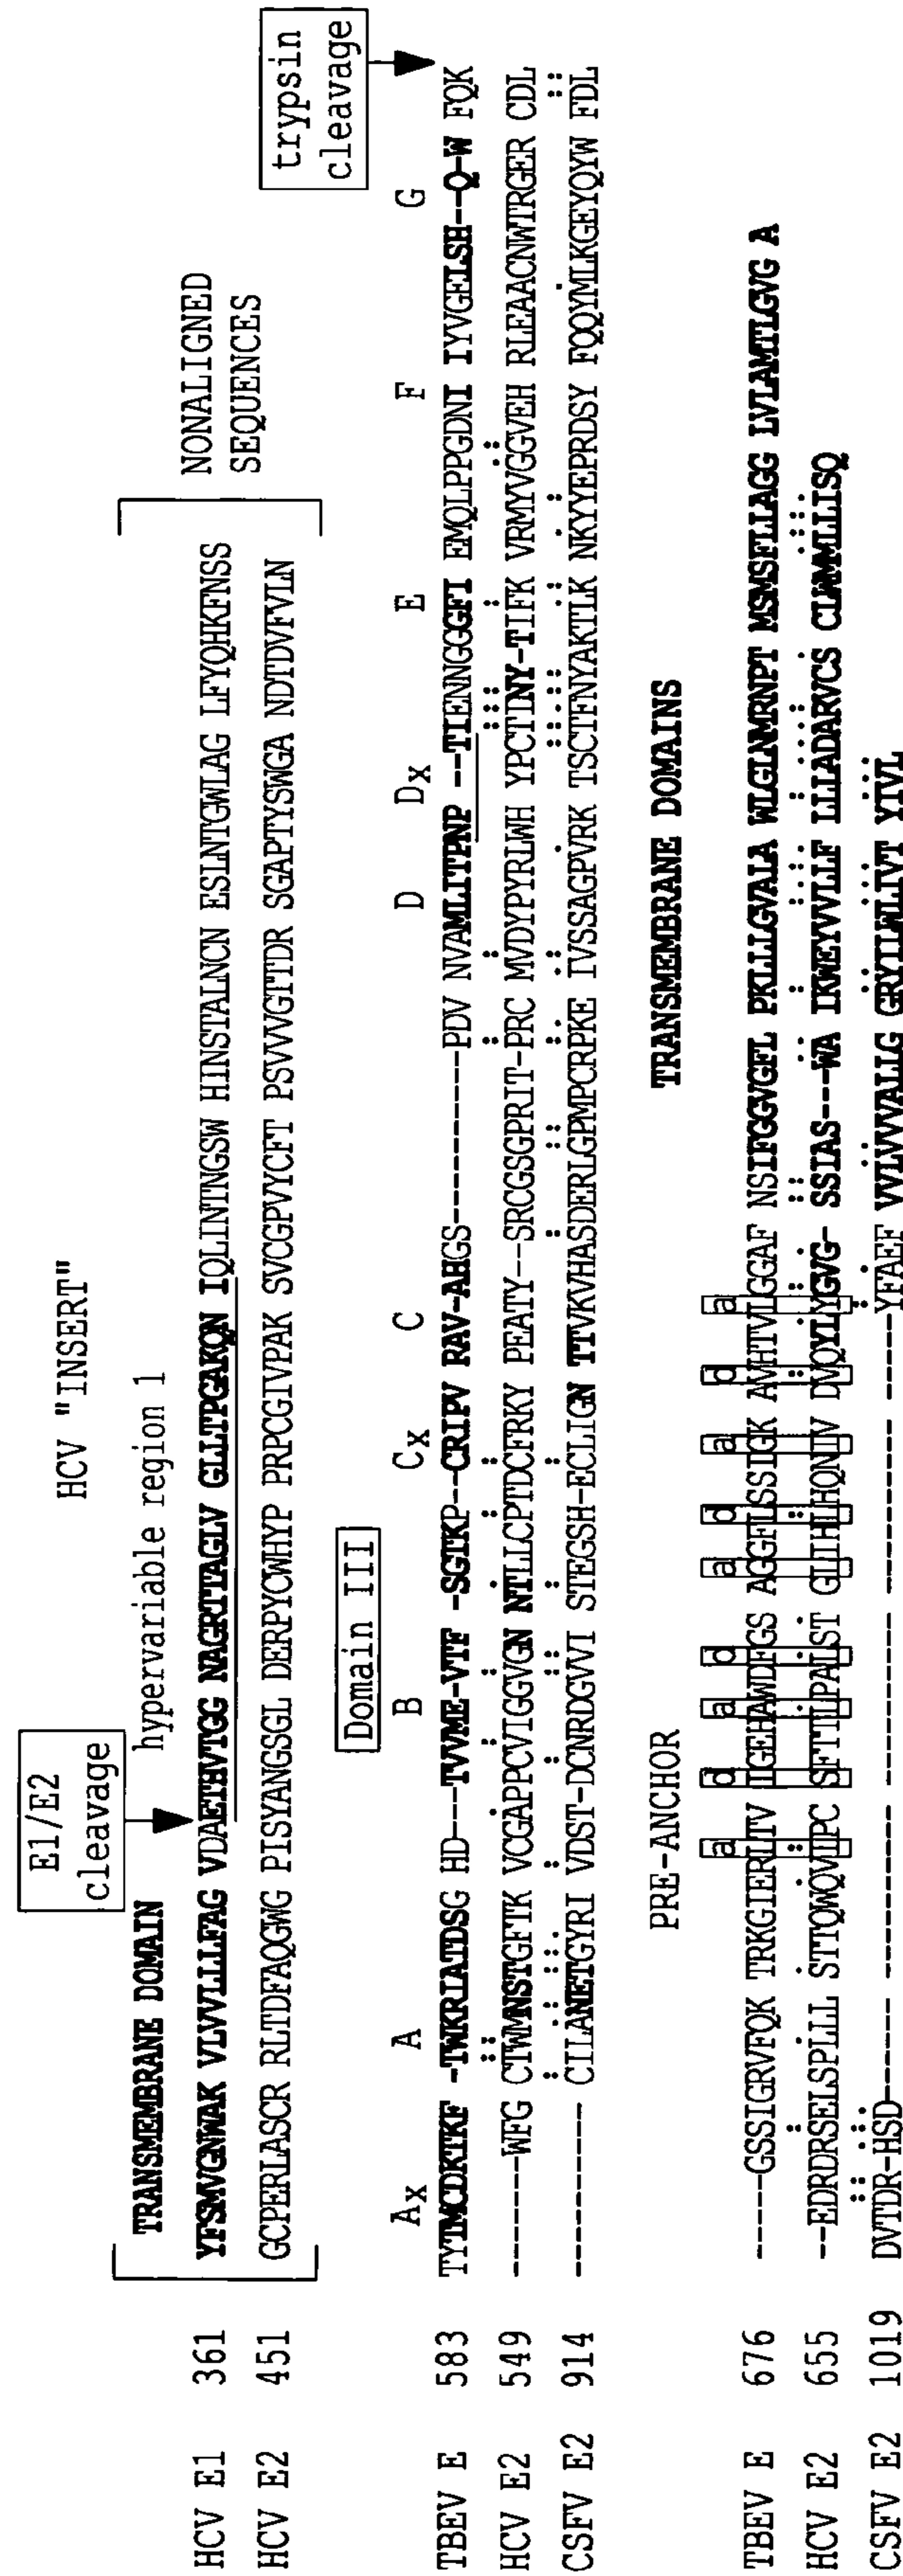 HCV "INSERT"
E1/E2
cleavage
TRANSMEMBRANE DOMAIN hypervariable region 1
HCV E1 361 YFSMVGNWAK VLVVLLLFAG VDAETHVTGG NAGRTTAGLV GLLTPGAKQN IQLINTNGSW HINSTALNCN ESLNTGWLAG LFYQHKFNSS
HCV E2 451 GCPERLASCR RLTDFAQGWG PISYANGSGL DERPYCWHYP PRPCGIVPAK SVCGPVYCFT PSVVVGTTDR SGAPTYSWGA NDTDVFVLN
NONALIGNED
SEQUENCES
trypsin
cleavage
Domain III
Ax A B Cx C D Dx E F G
TBEV E 583 TYTMCDKTKF -TWKRIATDSG HD---TVVME-VTF -SGTKP--CRIPV RAV-AHGS----------PDV NVAMLITPNP --TIENNGGGFI EMQLPPGDNI IYVGELSH--Q-W FQK
HCV E2 549 -------WFG CTWMNSTGFTK VCGAPPCVIGGVGN NTLLCPTDCFRKY PEATY--SRCGSGPRIT-PRC MVDYPYRLWH YPCTINY-TIFK VRMYVGGVEH RLEAACNWTRGER CDL
CSFV E2 914 ---------- CILANETGYRI VDST-DCNRDGVVI STEGSH-ECLIGN TTVKVHASDERLGPMPCRPKE IVSSAGPVRK TSCTFNYAKTLK NKYYEPRDSY FQQYMLKGEYQYW FDL
PRE-ANCHOR TRANSMEMBRANE DOMAINS
a d a d a d a d a
TBEV E 676 -----GSSIGRVFQK TRKGIERLTV IGEHAWDFGS AGGFLSSIGK AVHTVLGGAF NSIFGGVGFL PKLLLGVALA WLGLNMRNPT MSMSFLLAGG LVLAMTLGVG A
HCV E2 655 --EDRDRSELSPLLL STTQWQVLPC SFTTLPALST GLIHLHQNIV DVQYLYGVG- SSIAS---WA IKWEYVVLLF LLLADARVCS CLWMMLLISQ
CSFV E2 1019 DVTDR-HSD------ ---------- ---------- ---------- ----YFAEF VVLVVVALLG GRYILWLIVT YIVL